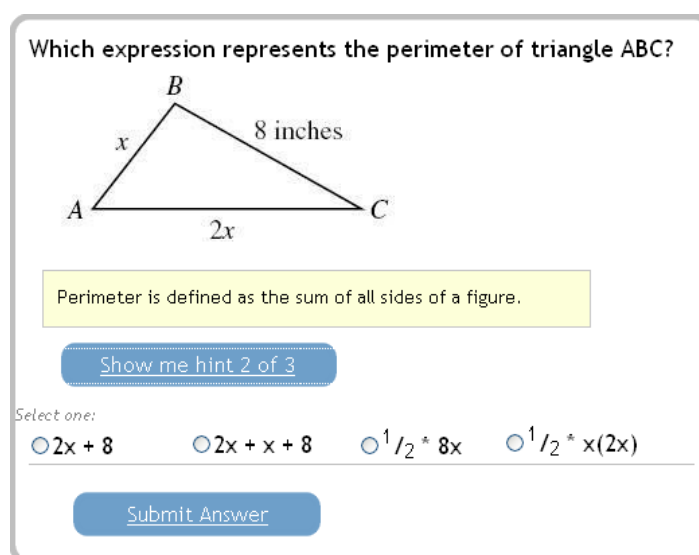 Which expression represents the perimeter of triangle ABC?
B
x
8 inches
A
C
2x
Perimeter is defined as the sum of all sides of a figure.
Show me hint 2 of 3
Select one:
2x + 8 2x + x + 8 1/2 * 8x 1/2 * x(2x)
Submit Answer